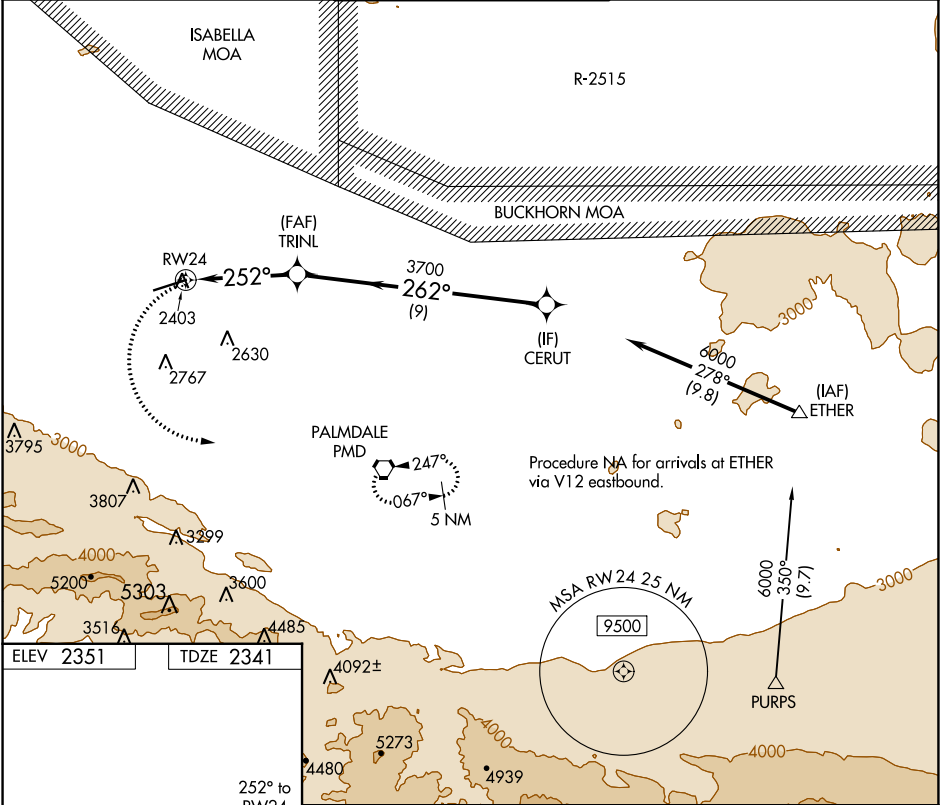 ISABELLA
MOA
R-2515
BUCKHORN MOA
(FAF)
TRINL
RW24
252°
3700
262°
(9)
2403
(IF)
CERUT
3000
2630
2767
6000
278°
(9.8)
(IAF)
ETHER
3795
3000
PALMDALE
PMD
247°
067°
5 NM
Procedure NA for arrivals at ETHER
via V12 eastbound.
3807
3299
4000
5200
5303
3600
3516
4485
MSA RW24 25 NM
9500
6000
350°
(9.7)
3000
ELEV 2351
TDZE 2341
4092±
PURPS
4000
5273
4480
4939
4000
252° to
RW24